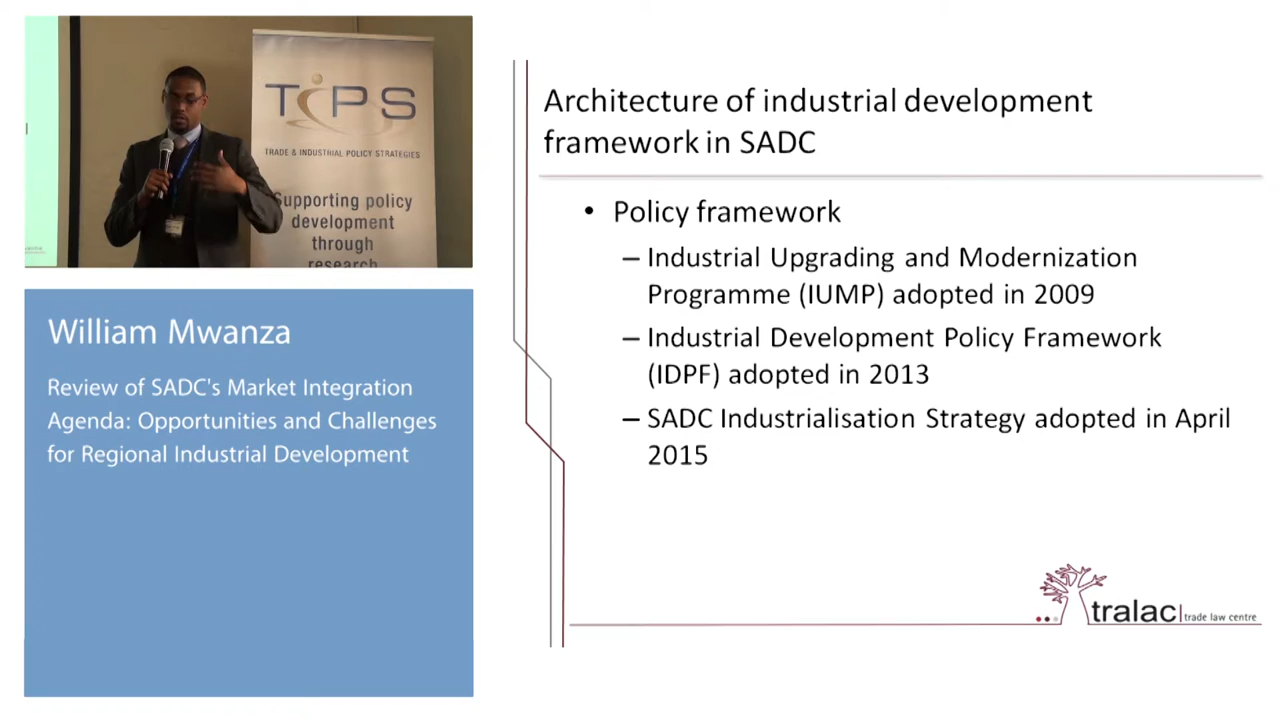 TIPS
TRADE & INDUSTRIAL POLICY STRATEGIES
Supporting policy
development
through
research
William Mwanza
Review of SADC's Market Integration
Agenda: Opportunities and Challenges
for Regional Industrial Development
Architecture of industrial development
framework in SADC
• Policy framework
– Industrial Upgrading and Modernization
Programme (IUMP) adopted in 2009
– Industrial Development Policy Framework
(IDPF) adopted in 2013
– SADC Industrialisation Strategy adopted in April
2015
tralac| trade law centre